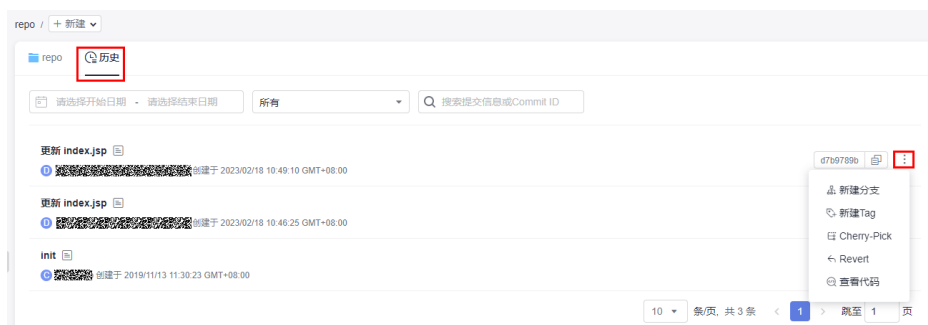 repo / + 新建
repo 历史
请选择开始日期 - 请选择结束日期 所有 搜索提交信息或Commit ID
更新 index.jsp
D 创建于 2023/02/18 10:49:10 GMT+08:00 d7b9789b
更新 index.jsp
D 创建于 2023/02/18 10:46:25 GMT+08:00
init
C 创建于 2019/11/13 11:30:23 GMT+08:00
新建分支
新建Tag
Cherry-Pick
Revert
查看代码
10 条/页, 共 3 条 < 1 > 跳至 1 页